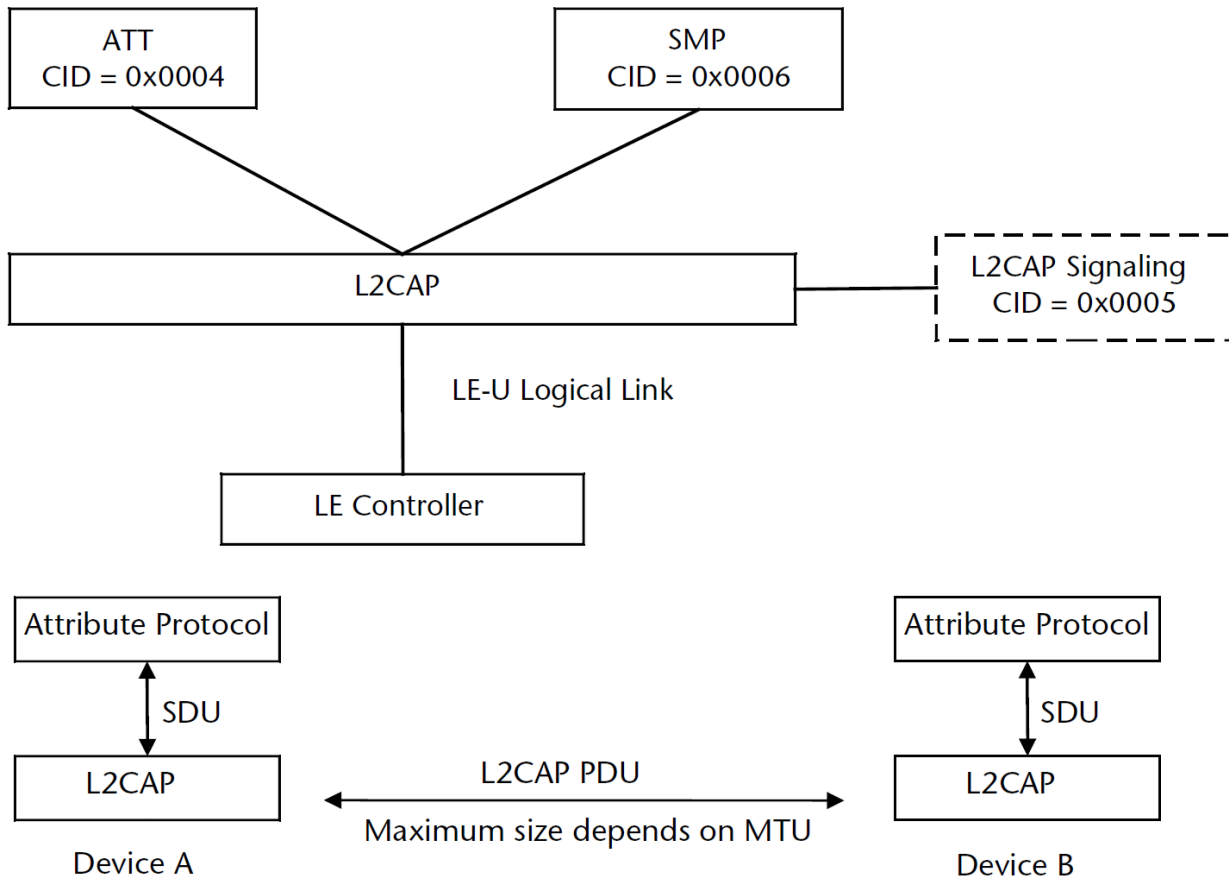 ATT
CID = 0x0004
SMP
CID = 0x0006
L2CAP
L2CAP Signaling
CID = 0x0005
LE-U Logical Link
LE Controller
Attribute Protocol
Attribute Protocol
SDU
SDU
L2CAP
L2CAP PDU
L2CAP
Maximum size depends on MTU
Device A
Device B